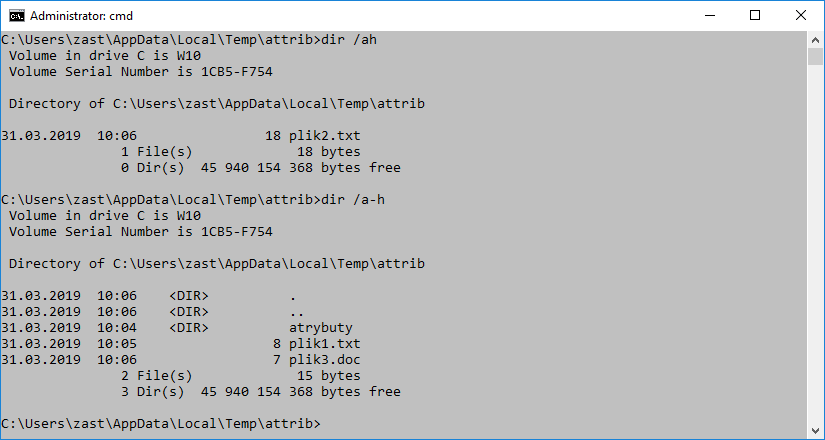 Administrator: cmd
C:\Users\zast\AppData\Local\Temp\attrib>dir /ah
 Volume in drive C is W10
 Volume Serial Number is 1CB5-F754

 Directory of C:\Users\zast\AppData\Local\Temp\attrib

31.03.2019  10:06                18 plik2.txt
               1 File(s)             18 bytes
               0 Dir(s)  45 940 154 368 bytes free

C:\Users\zast\AppData\Local\Temp\attrib>dir /a-h
 Volume in drive C is W10
 Volume Serial Number is 1CB5-F754

 Directory of C:\Users\zast\AppData\Local\Temp\attrib

31.03.2019  10:06    <DIR>          .
31.03.2019  10:06    <DIR>          ..
31.03.2019  10:04    <DIR>          atrybuty
31.03.2019  10:05                 8 plik1.txt
31.03.2019  10:06                 7 plik3.doc
               2 File(s)             15 bytes
               3 Dir(s)  45 940 154 368 bytes free

C:\Users\zast\AppData\Local\Temp\attrib>